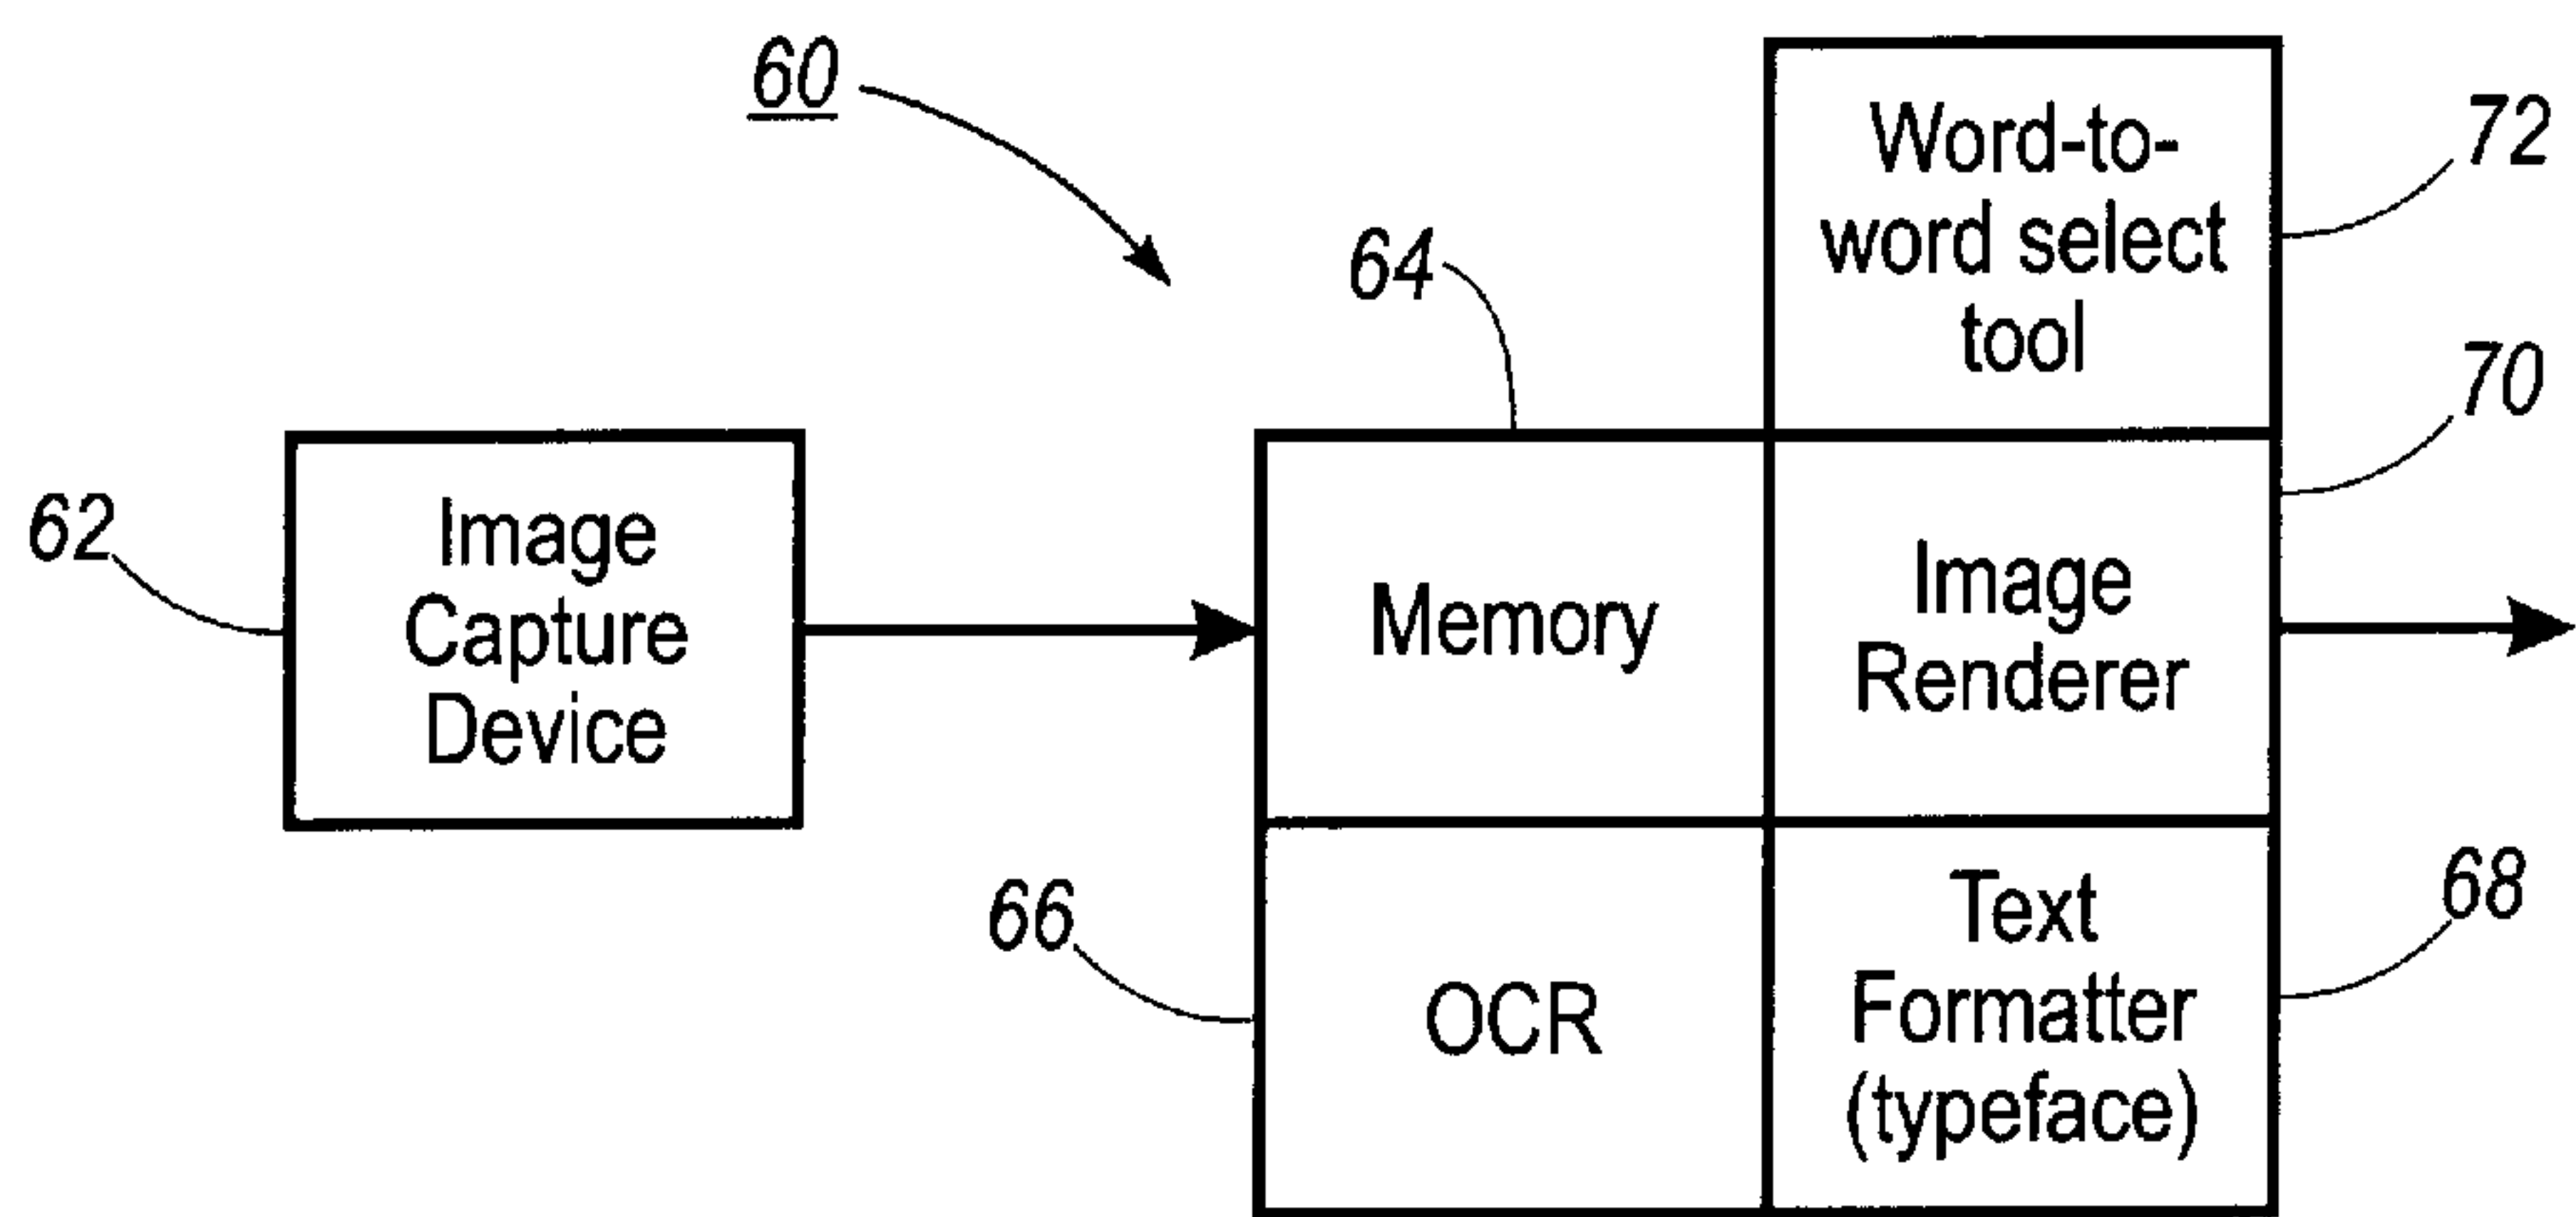 60
Word-to-
word select
tool
72
64
70
62
Image
Capture
Device
Memory
Image
Renderer
66
OCR
Text
Formatter
(typeface)
68